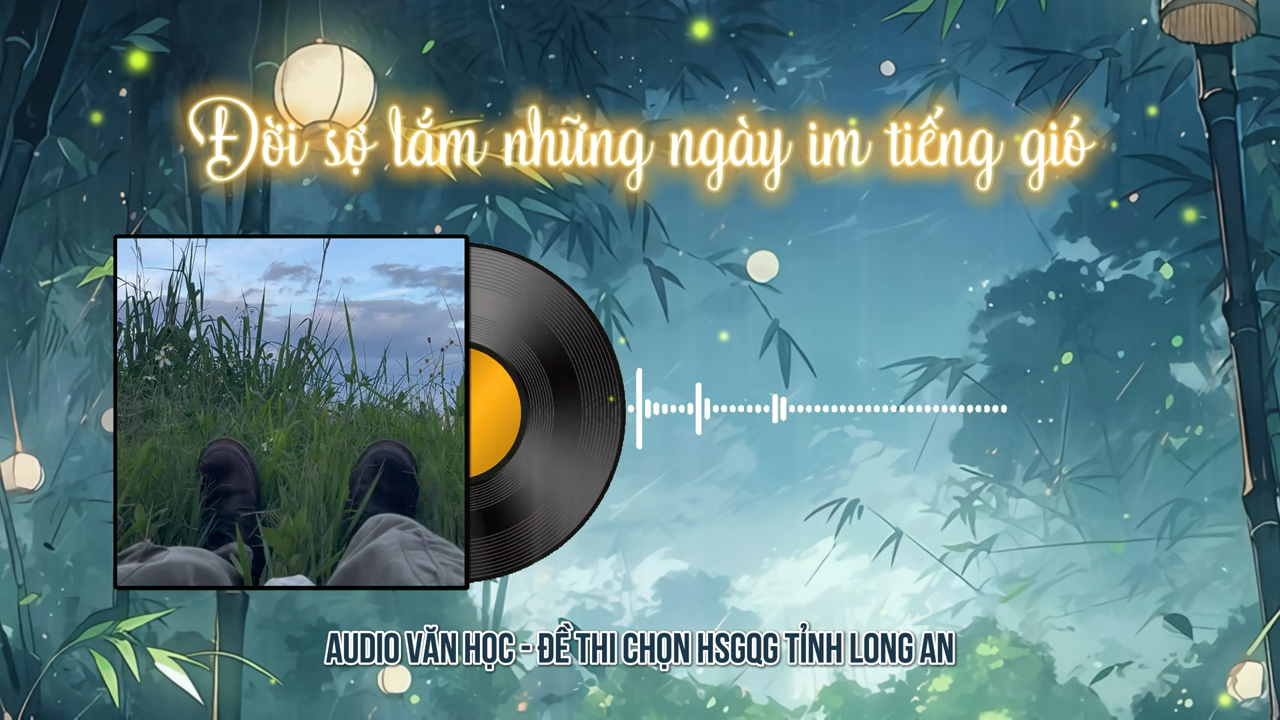 Đời sợ lắm những ngày im tiếng gió
AUDIO VĂN HỌC - ĐỀ THI CHỌN HSGQG TỈNH LONG AN